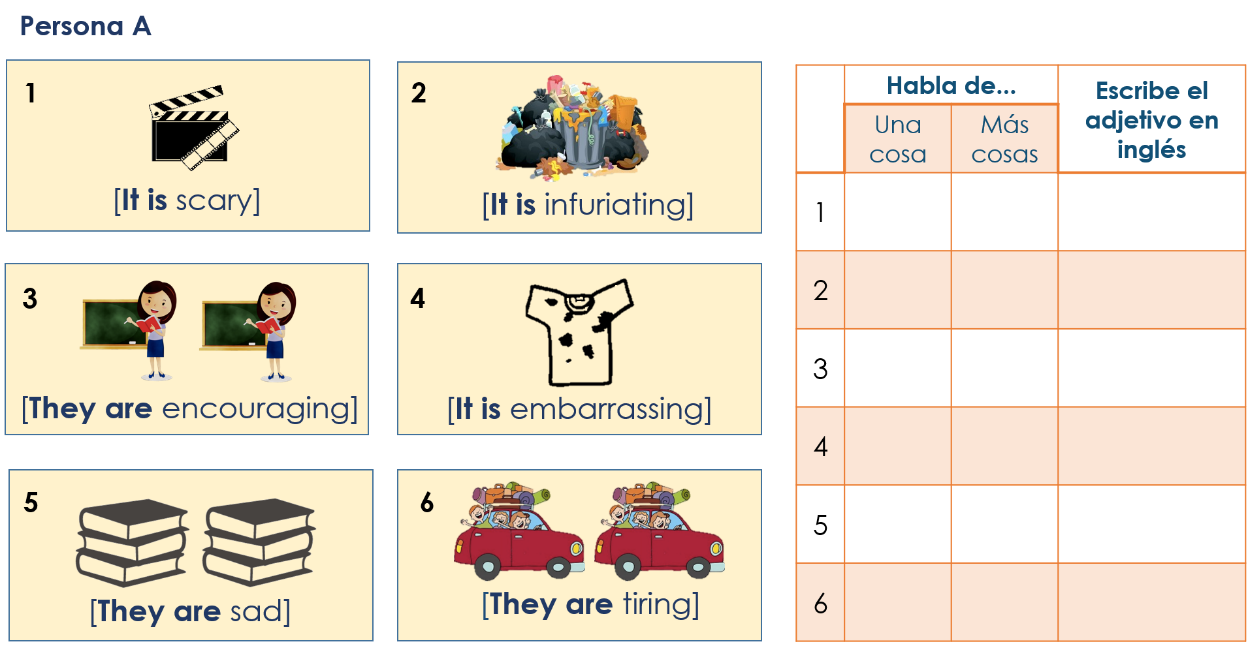 Persona A
1
[It is scary]
2
[It is infuriating]
3
[They are encouraging]
4
[It is embarrassing]
5
[They are sad]
6
[They are tiring]
Habla de...
Escribe el
adjetivo en
inglés
Una
cosa
Más
cosas
1
2
3
4
5
6